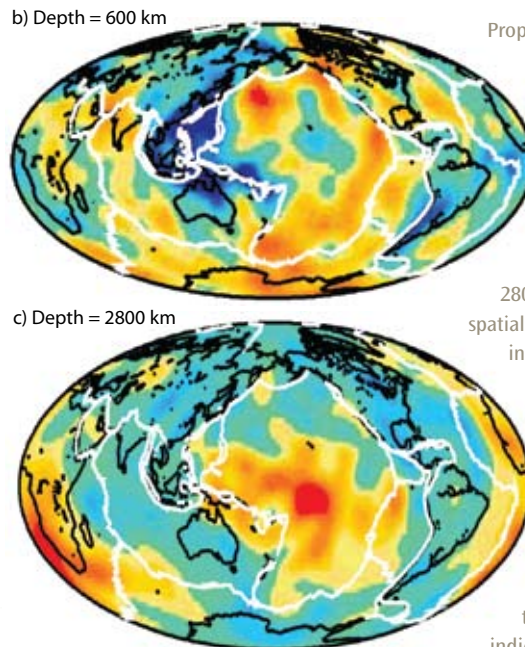 b) Depth = 600 km
Prop
280
spatial
in
c) Depth = 2800 km
t
indi